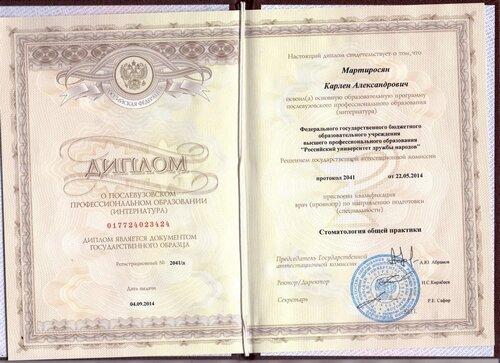 РОССИЙСКАЯ ФЕДЕРАЦИЯ
ДИПЛОМ
О ПОСЛЕВУЗОВСКОМ
ПРОФЕССИОНАЛЬНОМ ОБРАЗОВАНИИ
(ИНТЕРНАТУРА)
017724023424
ДИПЛОМ ЯВЛЯЕТСЯ ДОКУМЕНТОМ
ГОСУДАРСТВЕННОГО ОБРАЗЦА
Регистрационный № 2041/д
Дата выдачи
04.09.2014
Настоящий диплом свидетельствует о том, что
Мартиросян
Карлен Александрович
освоил(а) основную образовательную программу
послевузовского профессионального образования
(интернатура)
Федерального государственного бюджетного
образовательного учреждения
высшего профессионального образования
"Российский университет дружбы народов"
Решением государственной аттестационной комиссии
протокол 2041 от 22.05.2014
присвоена квалификация
врач (провизор) по направлению подготовки
(специальности)
Стоматология общей практики
Председатель Государственной
аттестационной комиссии А.Ю. Абрамов
Ректор/Директор Н.С. Кирабаев
Секретарь Р.Е. Сафир